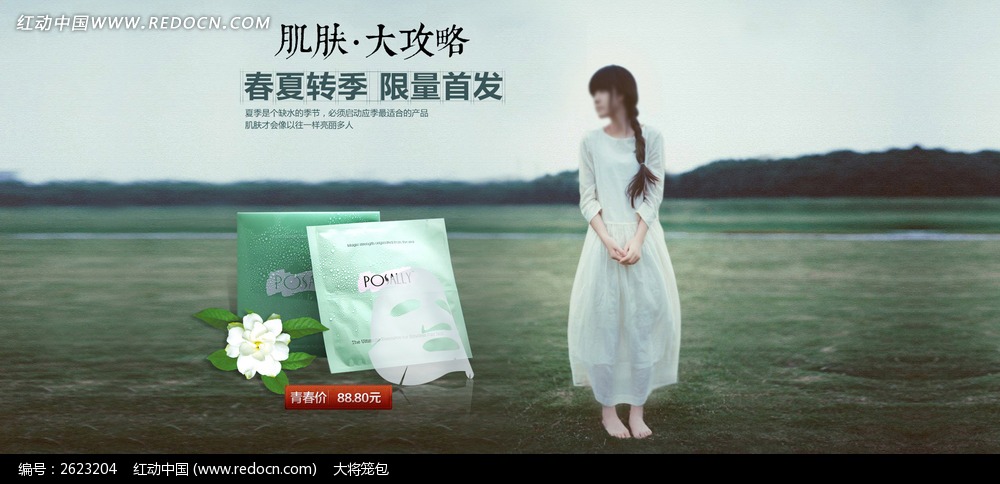 红动中国 WWW.REDOCN.COM
肌肤·大攻略
春夏转季 限量首发
夏季是个缺水的季节，必须启动应季最适合的产品
肌肤才会像以往一样亮丽多人
POSALLY
青春价 88.80元
编号：2623204 红动中国 (www.redocn.com) 大将笼包